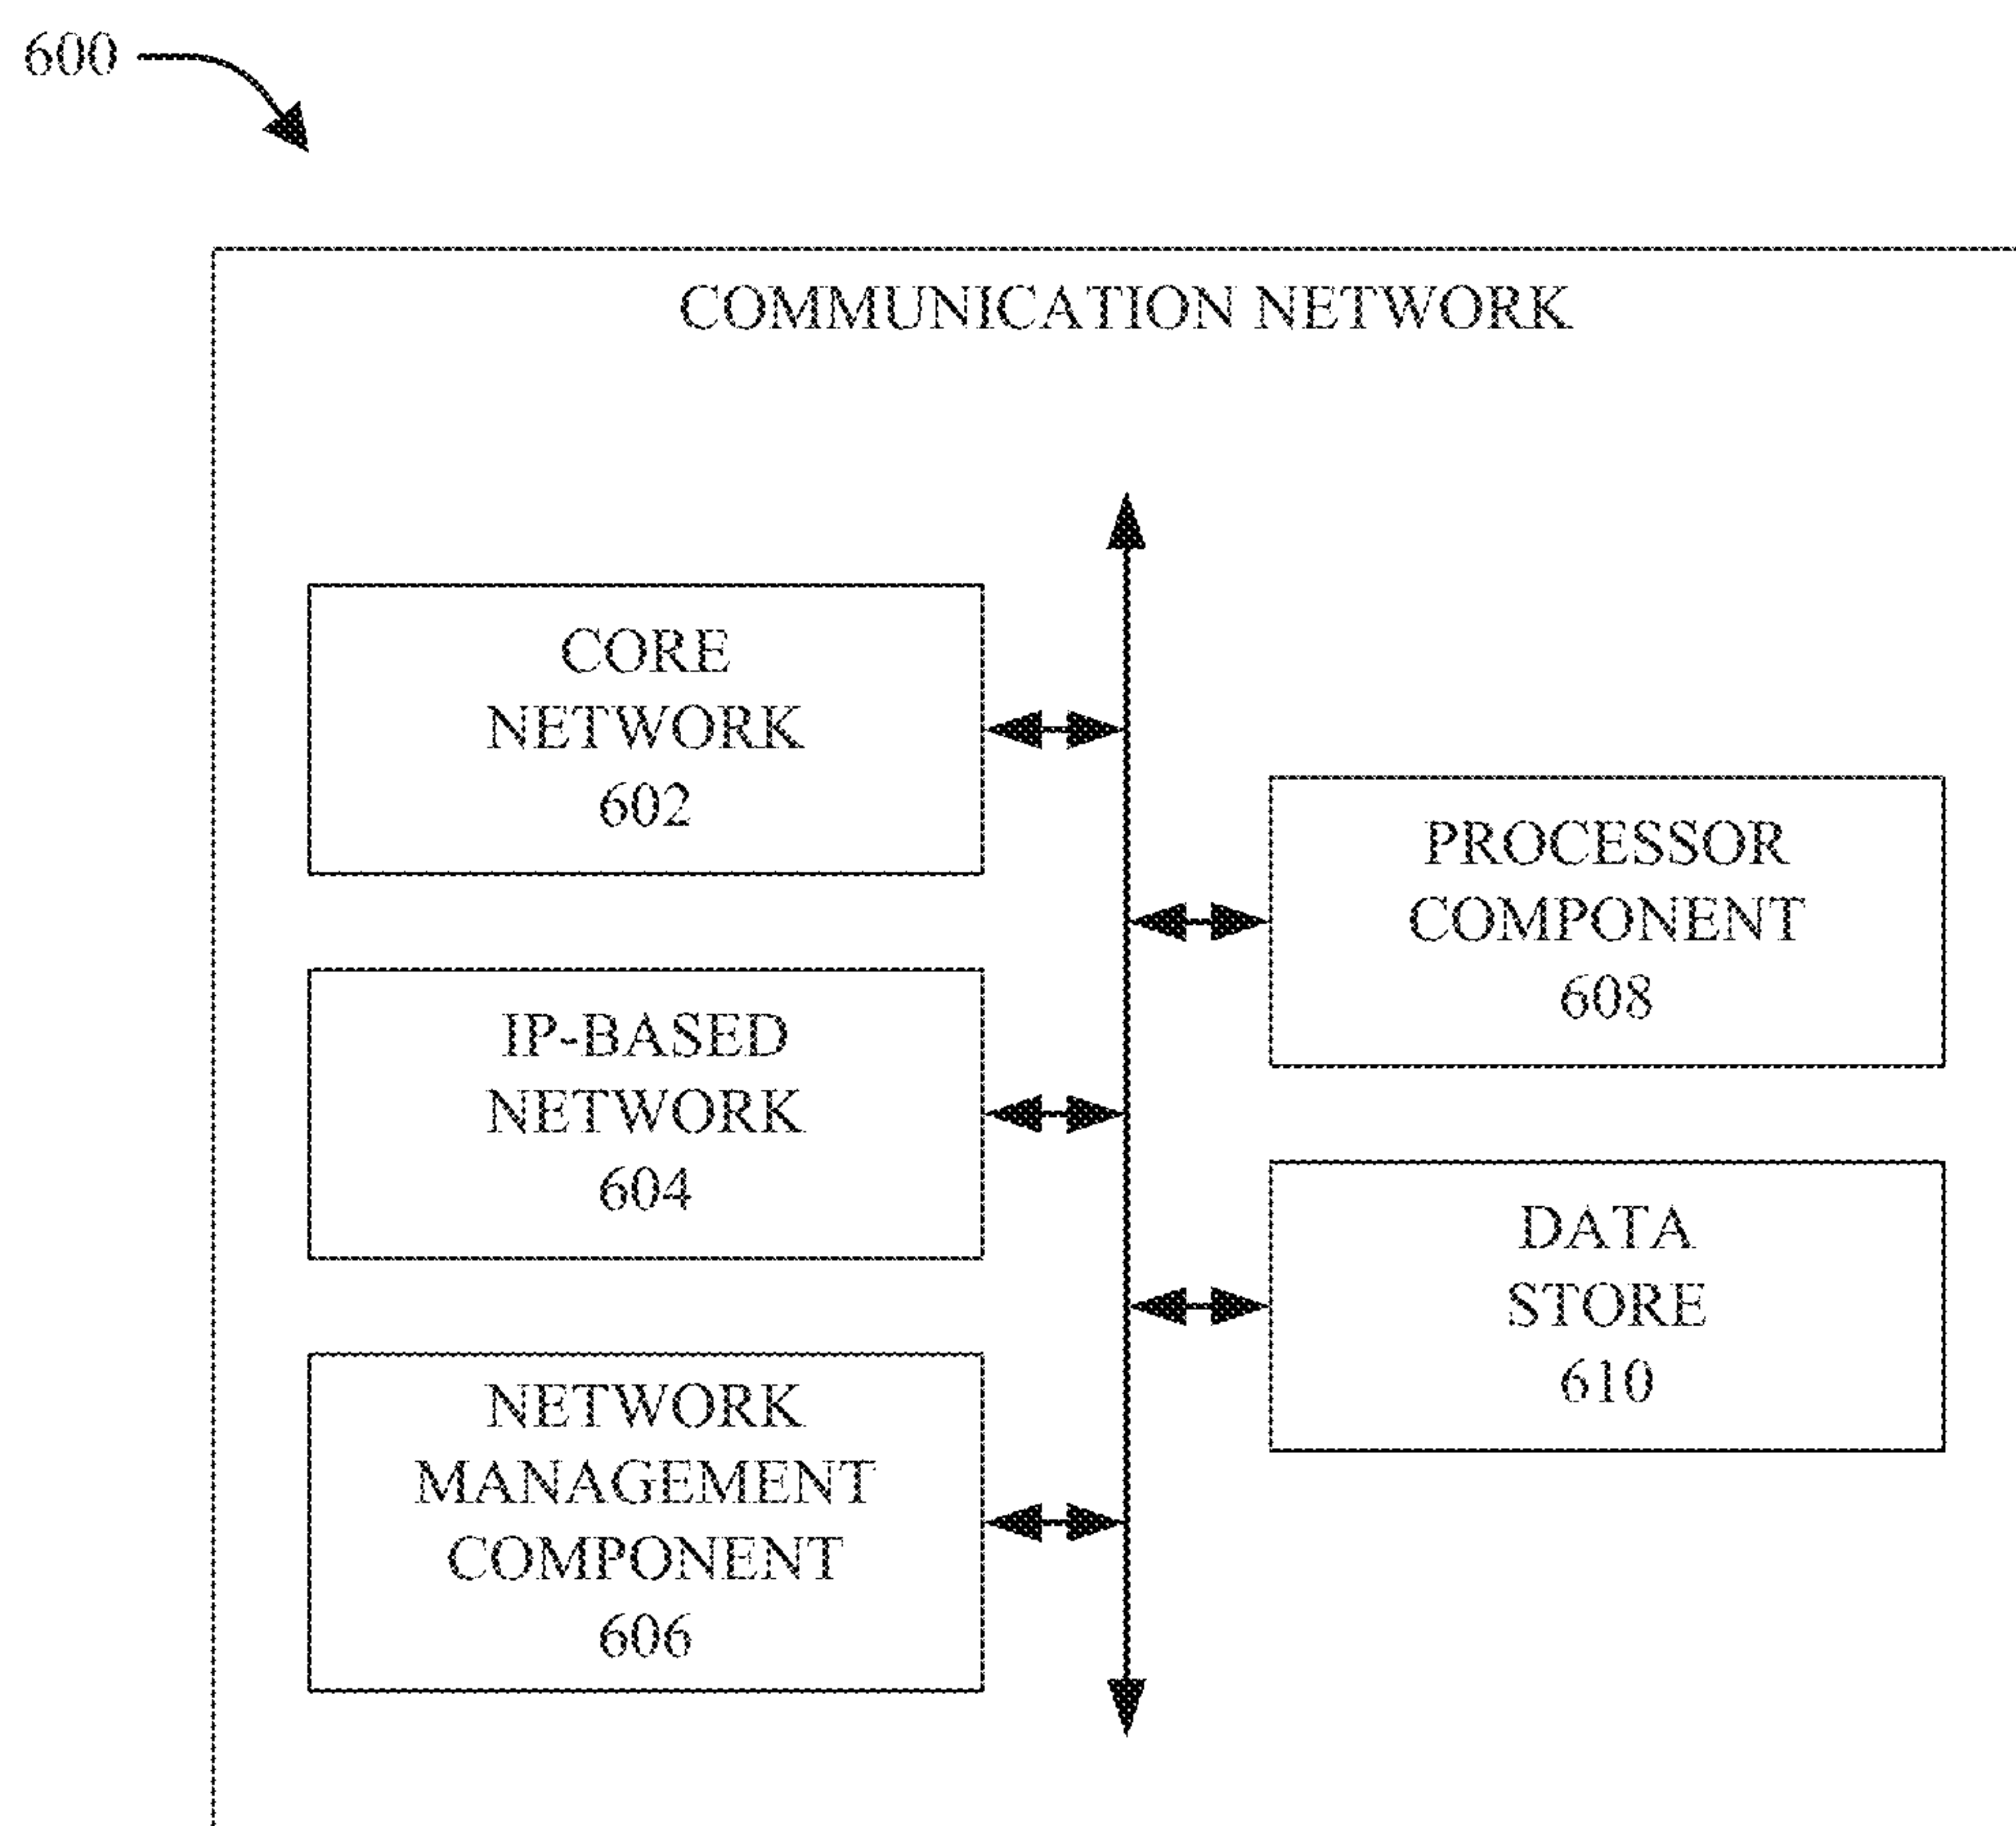 600
COMMUNICATION NETWORK
CORE
NETWORK
602
IP-BASED
NETWORK
604
NETWORK
MANAGEMENT
COMPONENT
606
PROCESSOR
COMPONENT
608
DATA
STORE
610